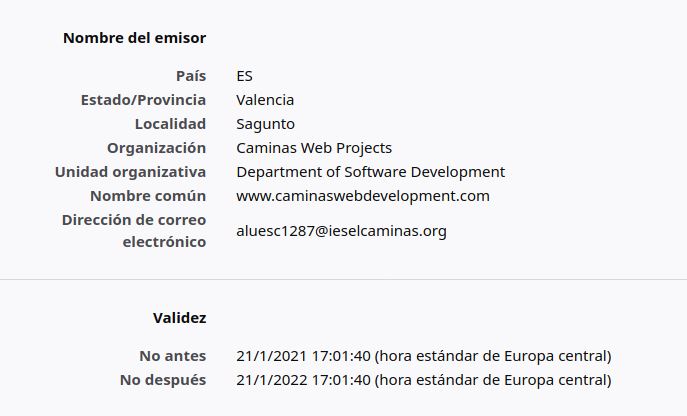 Nombre del emisor
País ES
Estado/Provincia Valencia
Localidad Sagunto
Organización Caminas Web Projects
Unidad organizativa Department of Software Development
Nombre común www.caminaswebdevelopment.com
Dirección de correo
electrónico aluesc1287@ieselcaminas.org
Validez
No antes 21/1/2021 17:01:40 (hora estándar de Europa central)
No después 21/1/2022 17:01:40 (hora estándar de Europa central)